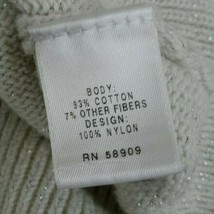 BODY:
93% COTTON
7% OTHER FIBERS
DESIGN:
100% NYLON
RN 58909